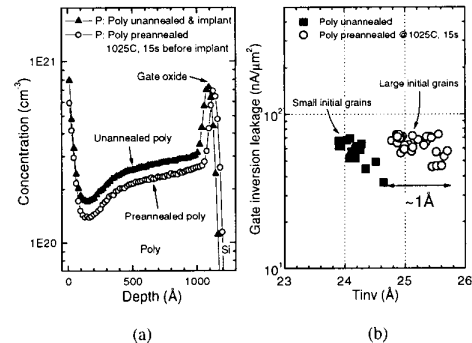 (a)
P: Poly unannealed & implant
P: Poly preannealed
1025C, 15s before implant
1E21
Gate oxide
Concentration (cm-3)
Unannealed poly
Preannealed poly
1E20
Poly
Si
0 500 1000
Depth (Å)
(a)
(b)
Poly unannealed
Poly preannealed @1025C, 15s
Gate inversion leakage (nA/µm2)
103
Large initial grains
Small initial grains
102
~1Å
101
23 24 25 26
Tinv (Å)
(b)